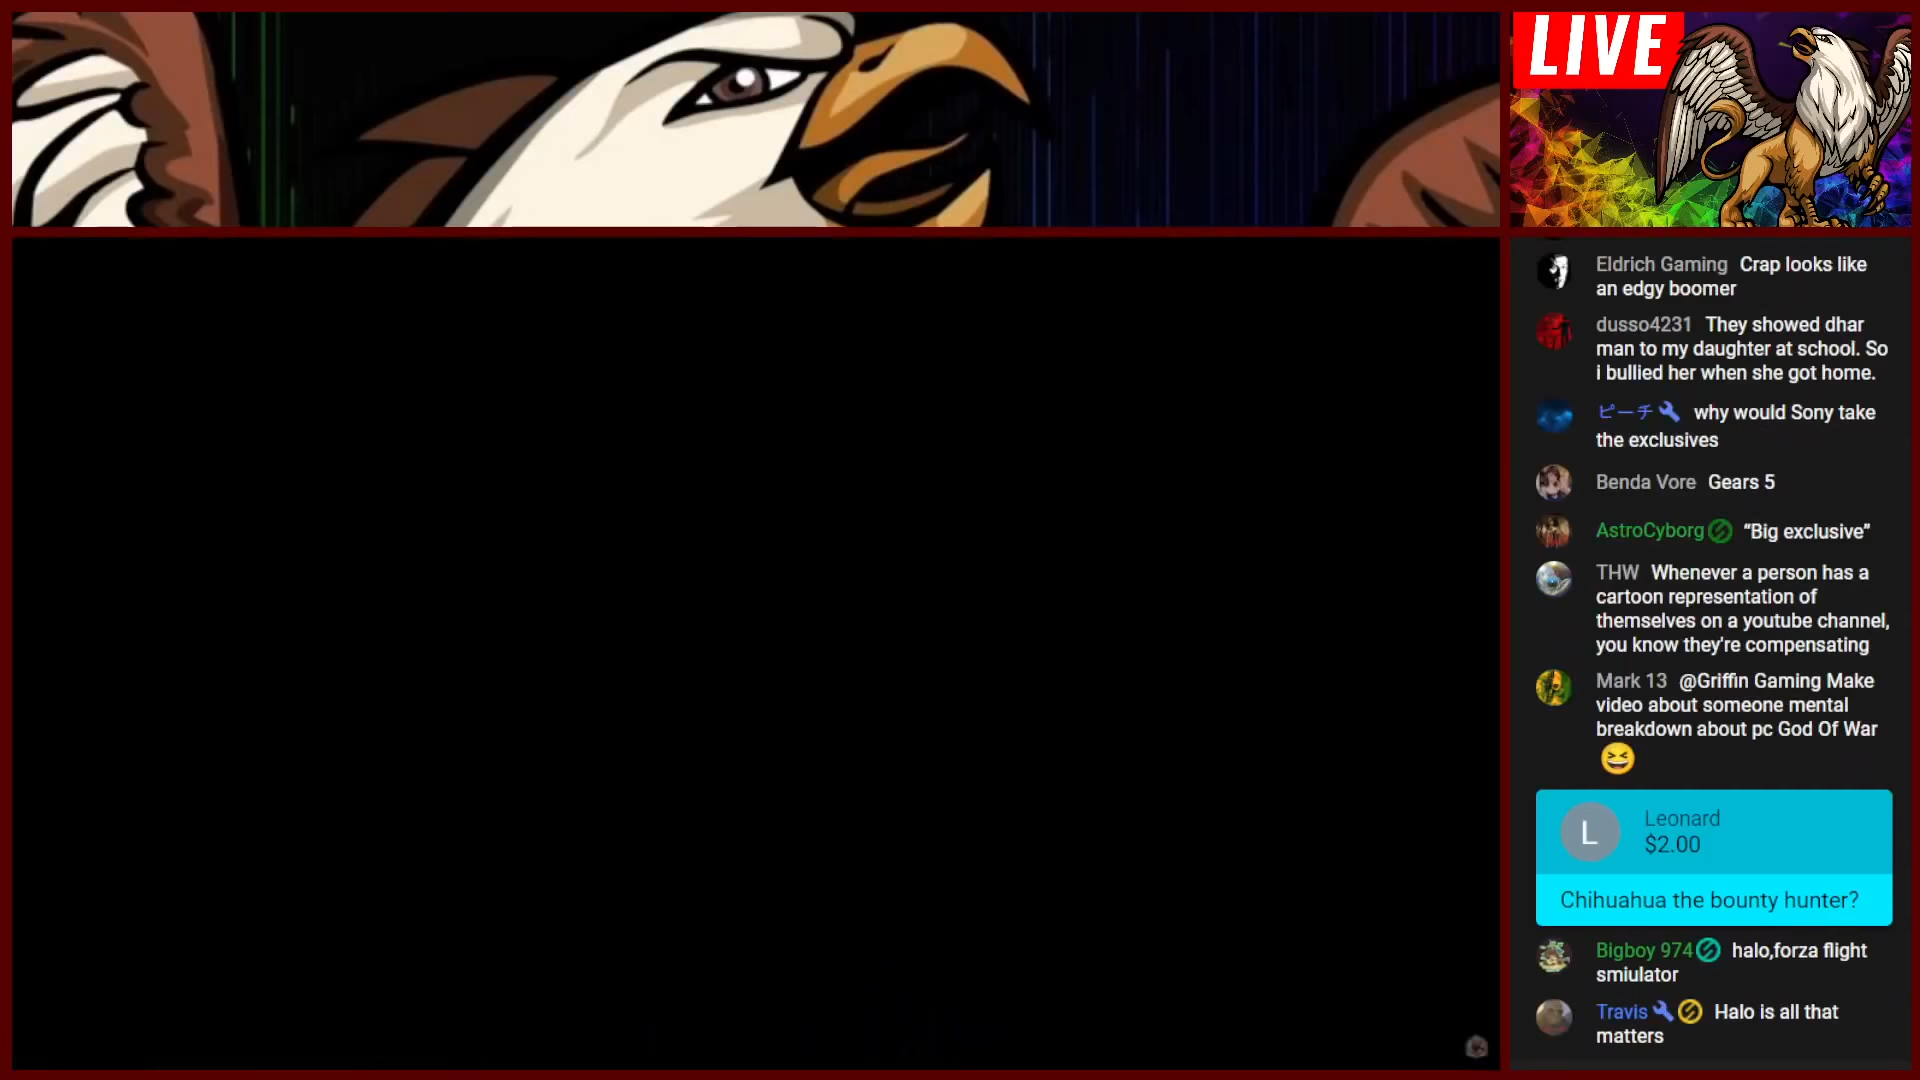 LIVE
Eldrich Gaming Crap looks like
an edgy boomer
dusso4231 They showed dhar
man to my daughter at school. So
i bullied her when she got home.
ピーチ why would Sony take
the exclusives
Benda Vore Gears 5
AstroCyborg “Big exclusive”
THW Whenever a person has a
cartoon representation of
themselves on a youtube channel,
you know they're compensating
Mark 13 @Griffin Gaming Make
video about someone mental
breakdown about pc God Of War
L
Leonard
$2.00
Chihuahua the bounty hunter?
Bigboy 974 halo,forza flight
smiulator
Travis Halo is all that
matters